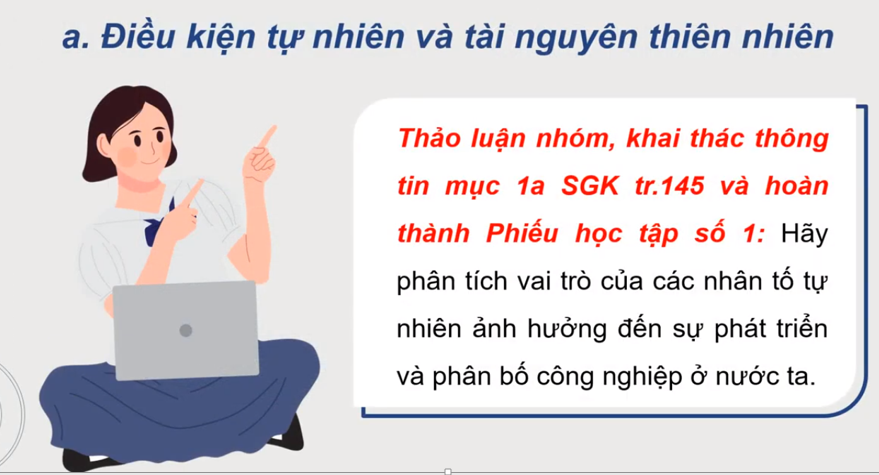 a. Điều kiện tự nhiên và tài nguyên thiên nhiên
Thảo luận nhóm, khai thác thông
tin mục 1a SGK tr.145 và hoàn
thành Phiếu học tập số 1: Hãy
phân tích vai trò của các nhân tố tự
nhiên ảnh hưởng đến sự phát triển
và phân bố công nghiệp ở nước ta.